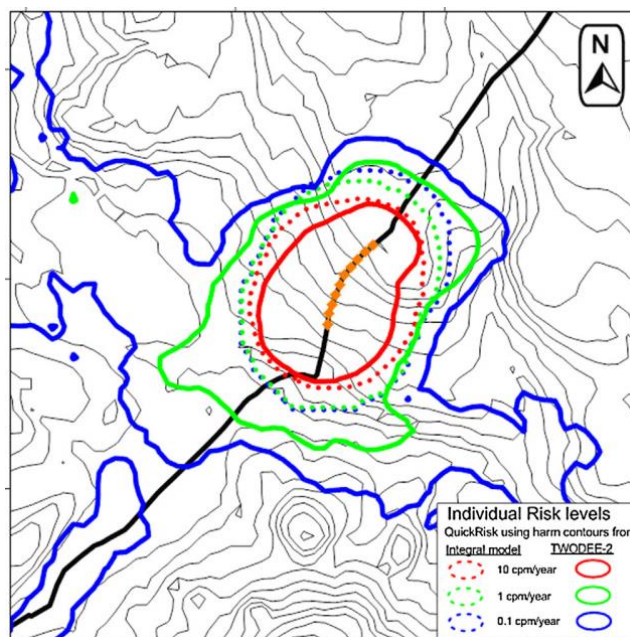 N
Individual Risk levels
QuickRisk using harm contours from
Integral model TWODEE-2
10 cpm/year
1 cpm/year
0.1 cpm/year